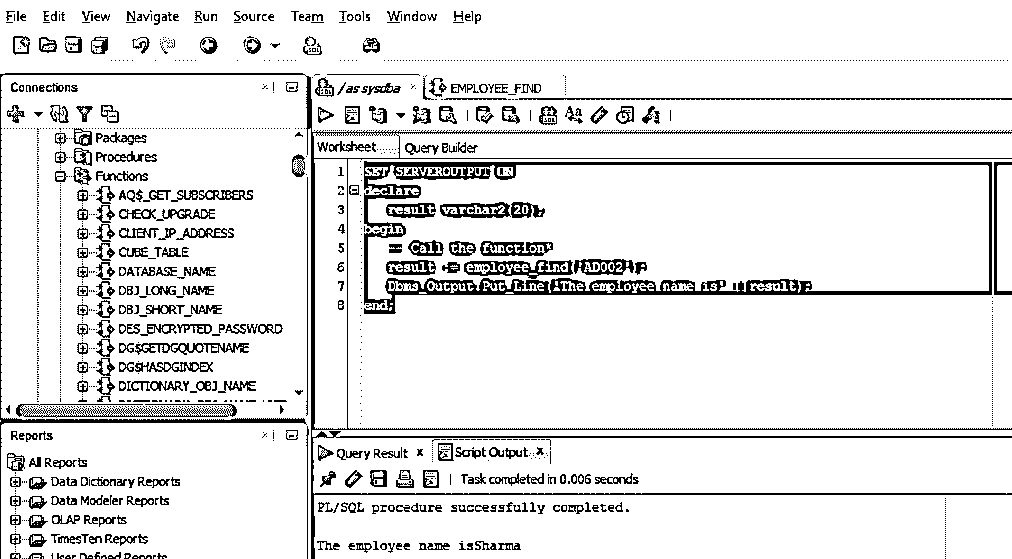 File Edit View Navigate Run Source Team Tools Window Help
Connections
Packages
Procedures
Functions
AQ$_GET_SUBSCRIBERS
CHECK_UPGRADE
CLIENT_IP_ADDRESS
CUBE_TABLE
DATABASE_NAME
DBJ_LONG_NAME
DBJ_SHORT_NAME
DES_ENCRYPTED_PASSWORD
DG$GETDGQUOTENAME
DG$HASDGINDEX
DICTIONARY_OBJ_NAME
Reports
All Reports
Data Dictionary Reports
Data Modeler Reports
OLAP Reports
TimesTen Reports
User Defined Reports
/ as sysdba EMPLOYEE_FIND
Worksheet Query Builder
1 SET SERVEROUTPUT ON
2 declare
3 result varchar2(20);
4 begin
5 -- Call the function
6 result := employee_find('AD002');
7 Dbms_Output.Put_Line('The employee name is' ||result);
8 end;
Query Result x Script Output x
Task completed in 0.006 seconds
PL/SQL procedure successfully completed.
The employee name isSharma